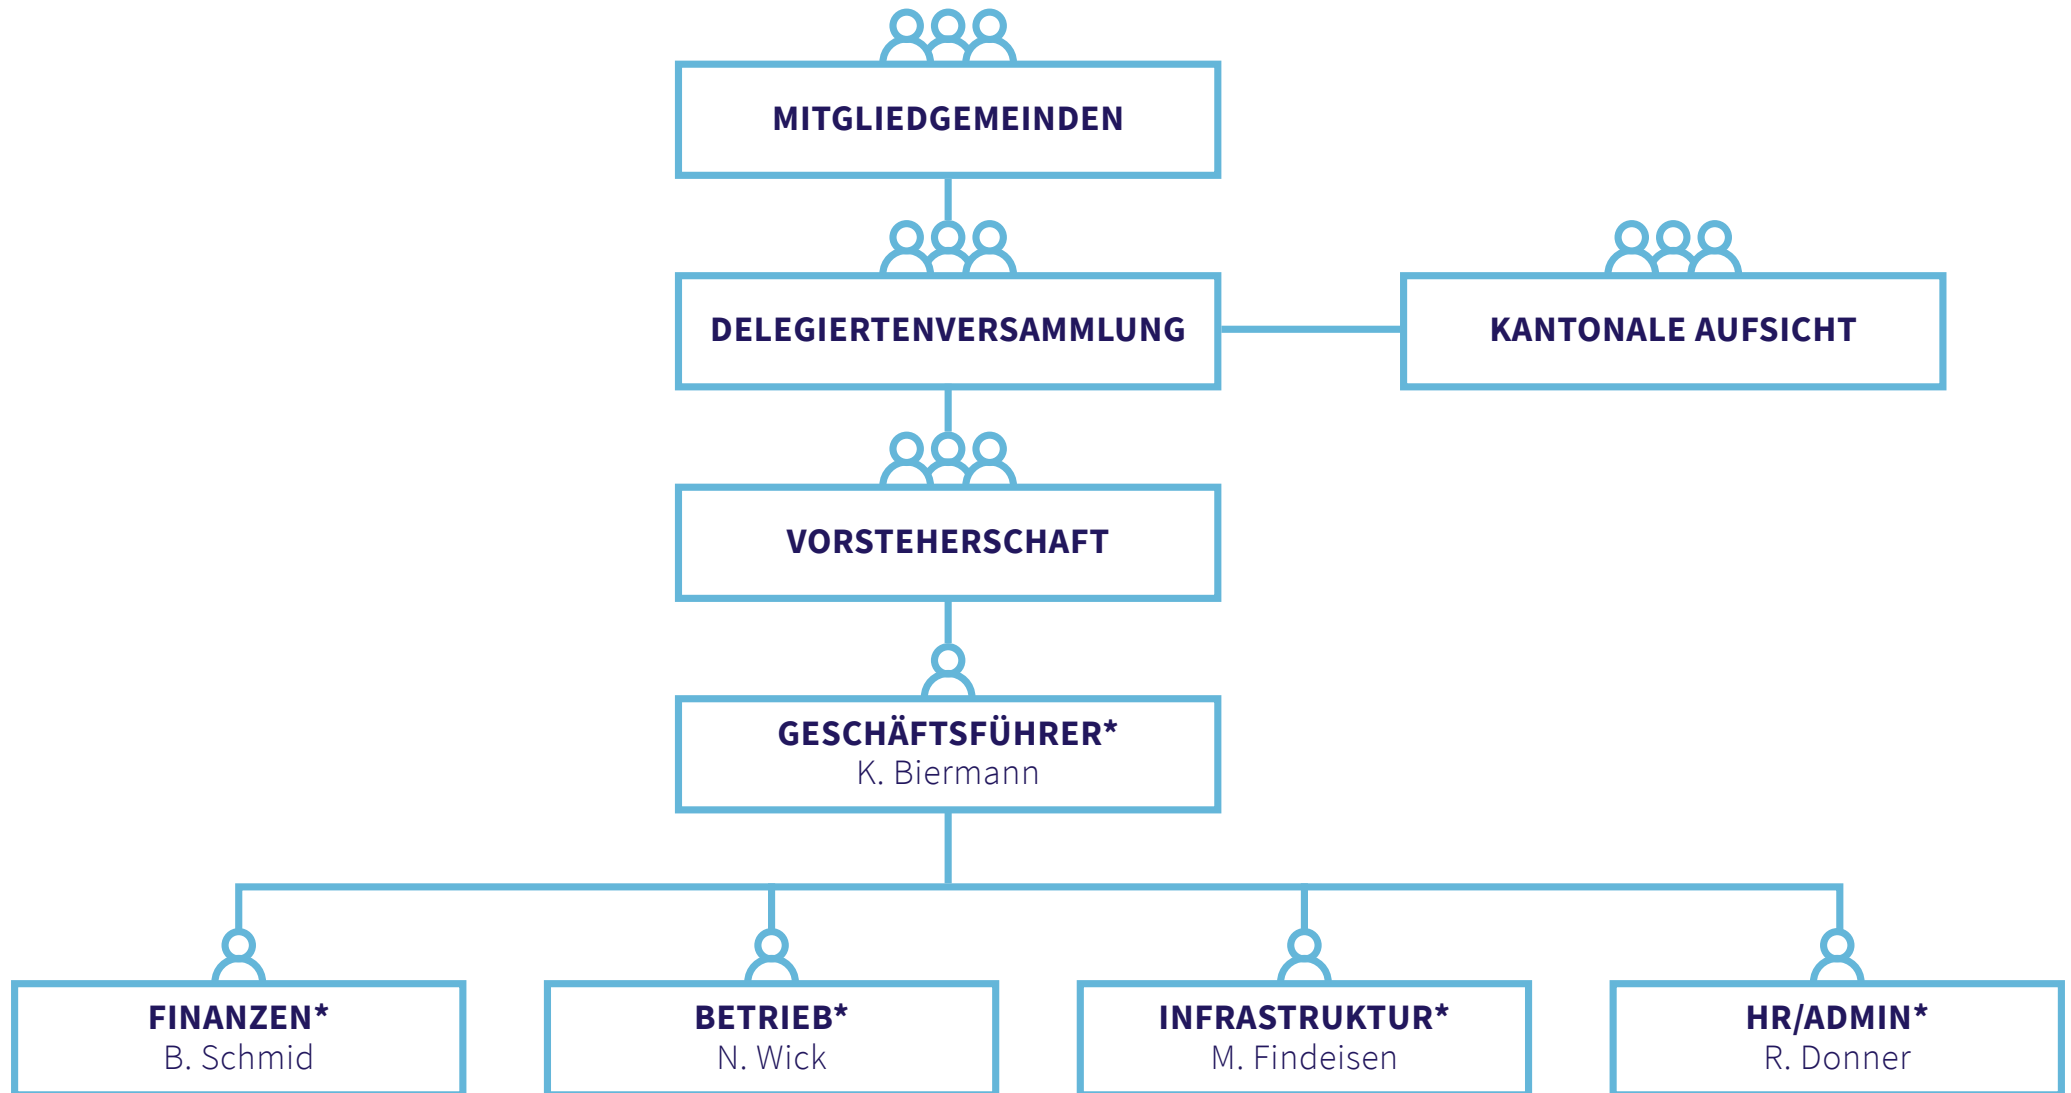 MITGLIEDGEMEINDEN
DELEGIERTENVERSAMMLUNG
KANTONALE AUFSICHT
VORSTEHERSCHAFT
GESCHÄFTSFÜHRER*
K. Biermann
FINANZEN*
B. Schmid
BETRIEB*
N. Wick
INFRASTRUKTUR*
M. Findeisen
HR/ADMIN*
R. Donner